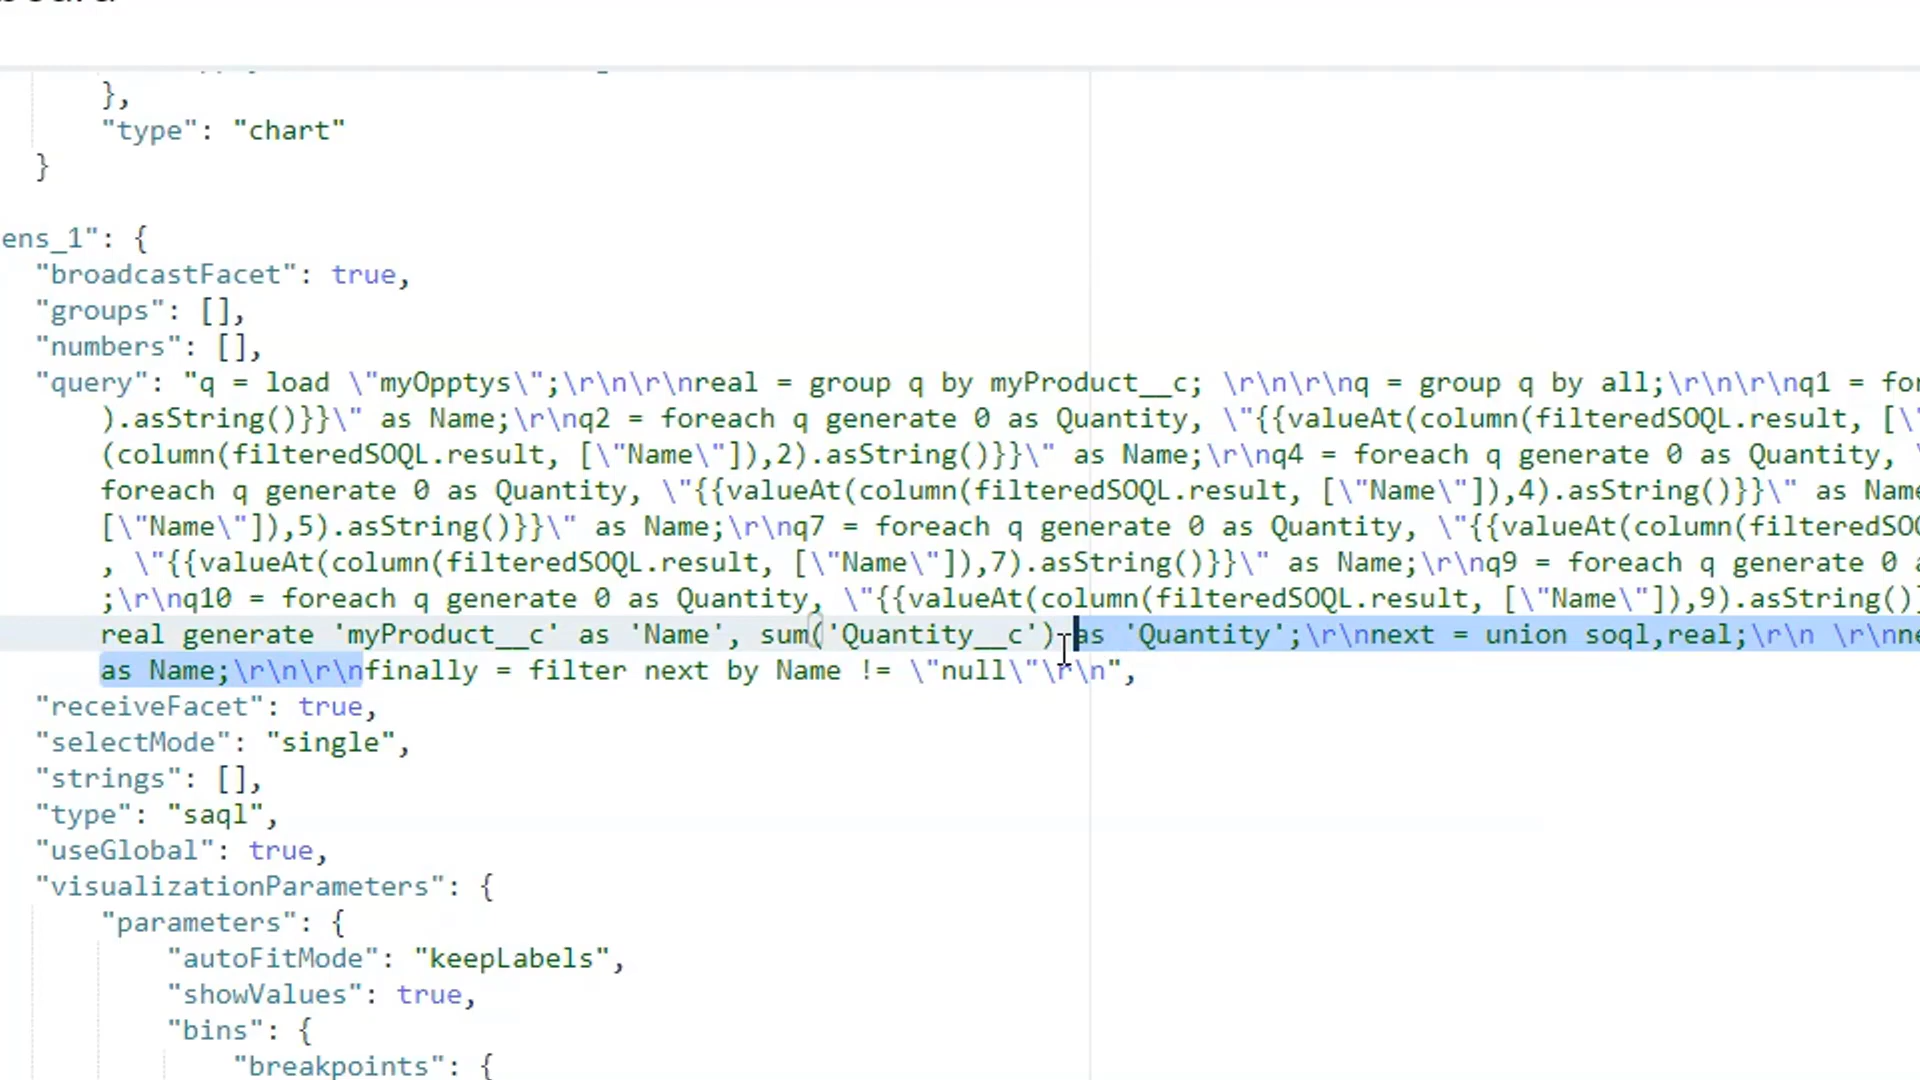 },
"type": "chart"
}
ens_1": {
"broadcastFacet": true,
"groups": [],
"numbers": [],
"query": "q = load \"myOpptys\";\r\n\r\nreal = group q by myProduct__c; \r\n\r\nq = group q by all;\r\n\r\nq1 = for
).asString()}}\" as Name;\r\nq2 = foreach q generate 0 as Quantity, \"{{valueAt(column(filteredSOQL.result, [\"
(column(filteredSOQL.result, [\"Name\"]),2).asString()}}\" as Name;\r\nq4 = foreach q generate 0 as Quantity, \
foreach q generate 0 as Quantity, \"{{valueAt(column(filteredSOQL.result, [\"Name\"]),4).asString()}}\" as Name
[\"Name\"]),5).asString()}}\" as Name;\r\nq7 = foreach q generate 0 as Quantity, \"{{valueAt(column(filteredSO
, \"{{valueAt(column(filteredSOQL.result, [\"Name\"]),7).asString()}}\" as Name;\r\nq9 = foreach q generate 0
;\r\nq10 = foreach q generate 0 as Quantity, \"{{valueAt(column(filteredSOQL.result, [\"Name\"]),9).asString()
real generate 'myProduct__c' as 'Name', sum('Quantity__c') as 'Quantity';\r\nnext = union soql,real;\r\n \r\nn
as Name;\r\n\r\nfinally = filter next by Name != \"null\"\r\n",
"receiveFacet": true,
"selectMode": "single",
"strings": [],
"type": "saql",
"useGlobal": true,
"visualizationParameters": {
"parameters": {
"autoFitMode": "keepLabels",
"showValues": true,
"bins": {
"breakpoints": {